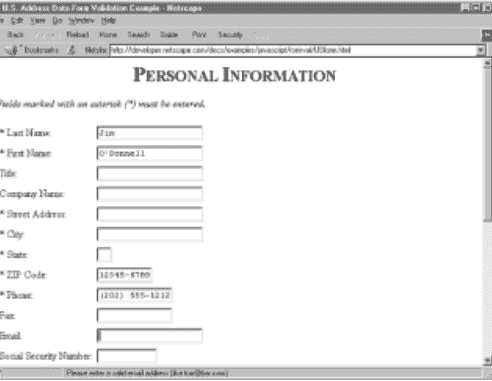 U.S. Address Data Form Validation Example - Netscape
Edit View Go Window Help
Back Reload Home Search Guide Print Security
Bookmarks Netsite: http://developer.netscape.com/docs/examples/javascript/formval/
PERSONAL INFORMATION
Fields marked with an asterisk (*) must be entered.
* Last Name: Jim
* First Name: O'Donnell
Title:
Company Name:
* Street Address:
* City:
* State:
* ZIP Code: 12345-6789
* Phone: (202) 555-1212
Fax:
Email:
Social Security Number:
Please enter a valid email address (like foo@bar.com)